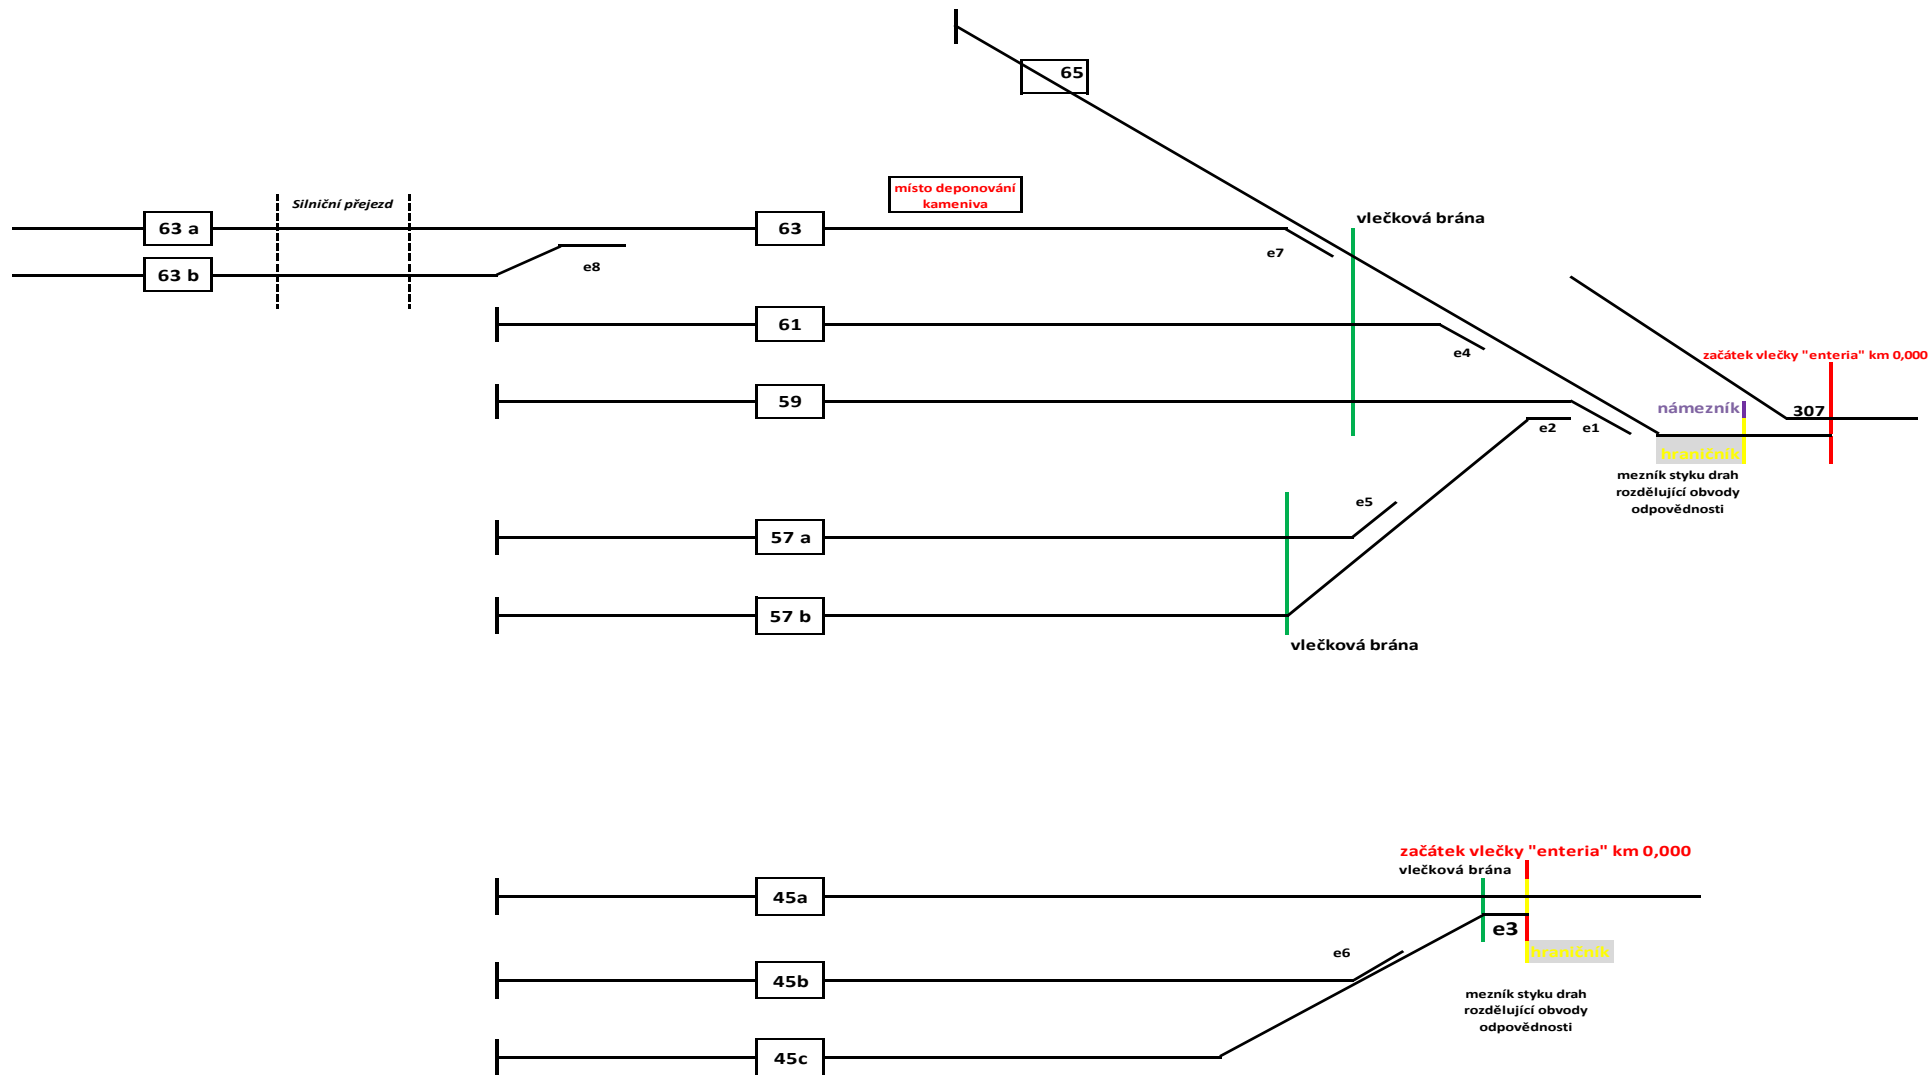 65
místo deponování
kameniva
Silniční přejezd
63 a
63
vlečková brána
e7
63 b
e8
61
e4
začátek vlečky "enteria" km 0,000
59
námezník
307
e2
e1
hraničník
mezník styku drah
rozdělující obvody
odpovědnosti
e5
57 a
57 b
vlečková brána
začátek vlečky "enteria" km 0,000
vlečková brána
45a
e3
e6
hraničník
45b
mezník styku drah
rozdělující obvody
odpovědnosti
45c